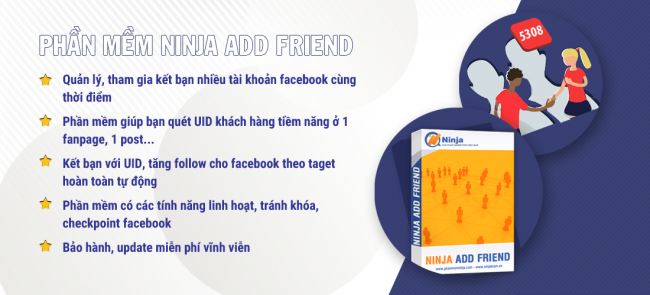 PHẦN MỀM NINJA ADD FRIEND
Quản lý, tham gia kết bạn nhiều tài khoản facebook cùng
thời điểm
Phần mềm giúp bạn quét UID khách hàng tiềm năng ở 1
fanpage, 1 post...
Kết bạn với UID, tăng follow cho facebook theo taget
hoàn toàn tự động
Phần mềm có các tính năng linh hoạt, tránh khóa,
checkpoint facebook
Bảo hành, update miễn phí vĩnh viễn
5308
Ninja
NINJA ADD FRIEND
NINJA ADD FRIEND